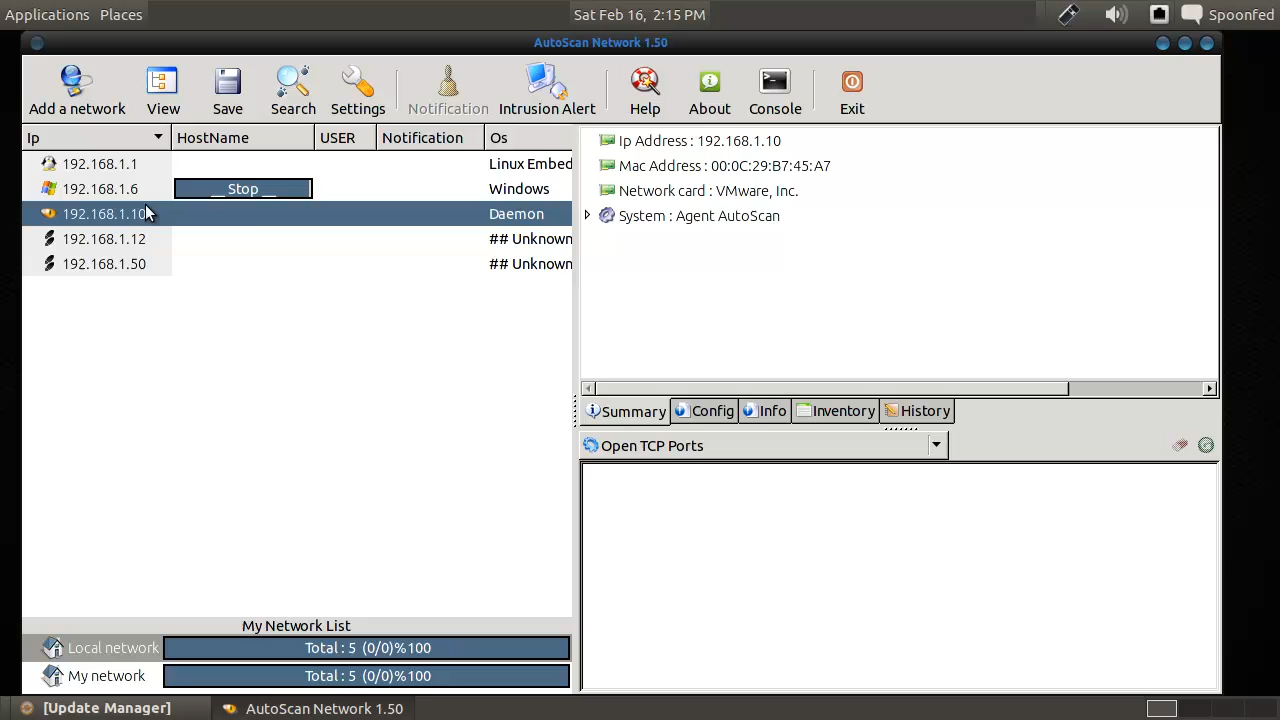 Applications Places Sat Feb 16, 2:15 PM Spoonfed
AutoScan Network 1.50
Add a network View Save Search Settings Notification Intrusion Alert Help About Console Exit
Ip HostName USER Notification Os
192.168.1.1 Linux Embed
192.168.1.6 __ Stop __ Windows
192.168.1.10 Daemon
192.168.1.12 ## Unknown
192.168.1.50 ## Unknown
Ip Address : 192.168.1.10
Mac Address : 00:0C:29:B7:45:A7
Network card : VMware, Inc.
System : Agent AutoScan
Summary Config Info Inventory History
Open TCP Ports
My Network List
Local network Total : 5 (0/0)%100
My network Total : 5 (0/0)%100
[Update Manager] AutoScan Network 1.50